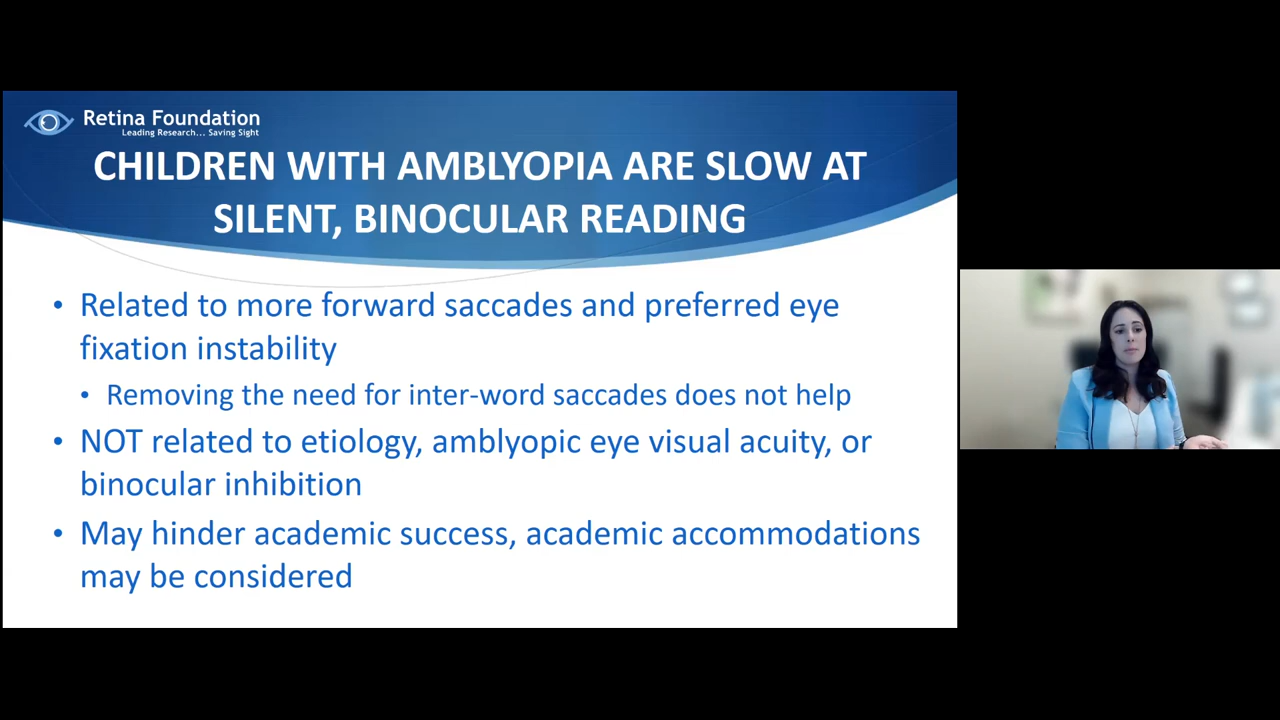 Retina Foundation
Leading Research... Saving Sight
CHILDREN WITH AMBLYOPIA ARE SLOW AT
SILENT, BINOCULAR READING
• Related to more forward saccades and preferred eye
fixation instability
• Removing the need for inter-word saccades does not help
• NOT related to etiology, amblyopic eye visual acuity, or
binocular inhibition
• May hinder academic success, academic accommodations
may be considered